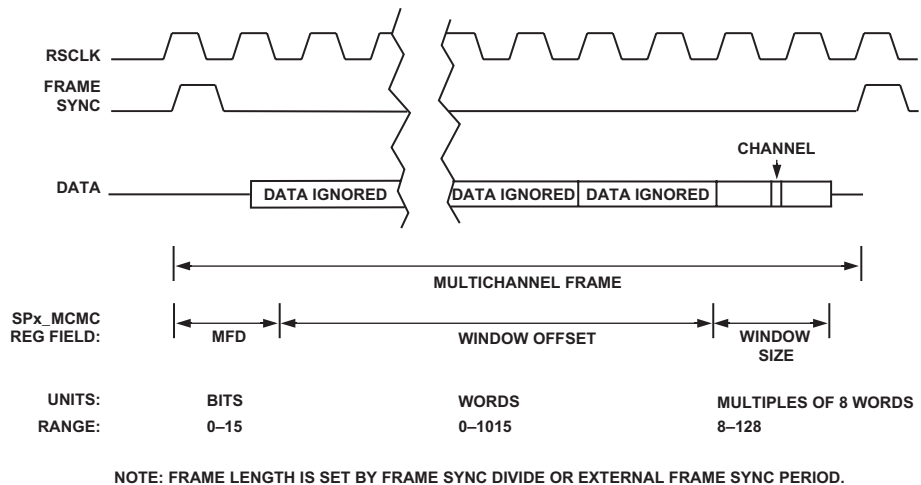 RSCLK
FRAME
SYNC
CHANNEL
DATA
DATA IGNORED
DATA IGNORED
DATA IGNORED
MULTICHANNEL FRAME
SPx_MCMC
REG FIELD:
MFD
WINDOW OFFSET
WINDOW
SIZE
UNITS:
BITS
WORDS
MULTIPLES OF 8 WORDS
RANGE:
0–15
0–1015
8–128
NOTE: FRAME LENGTH IS SET BY FRAME SYNC DIVIDE OR EXTERNAL FRAME SYNC PERIOD.